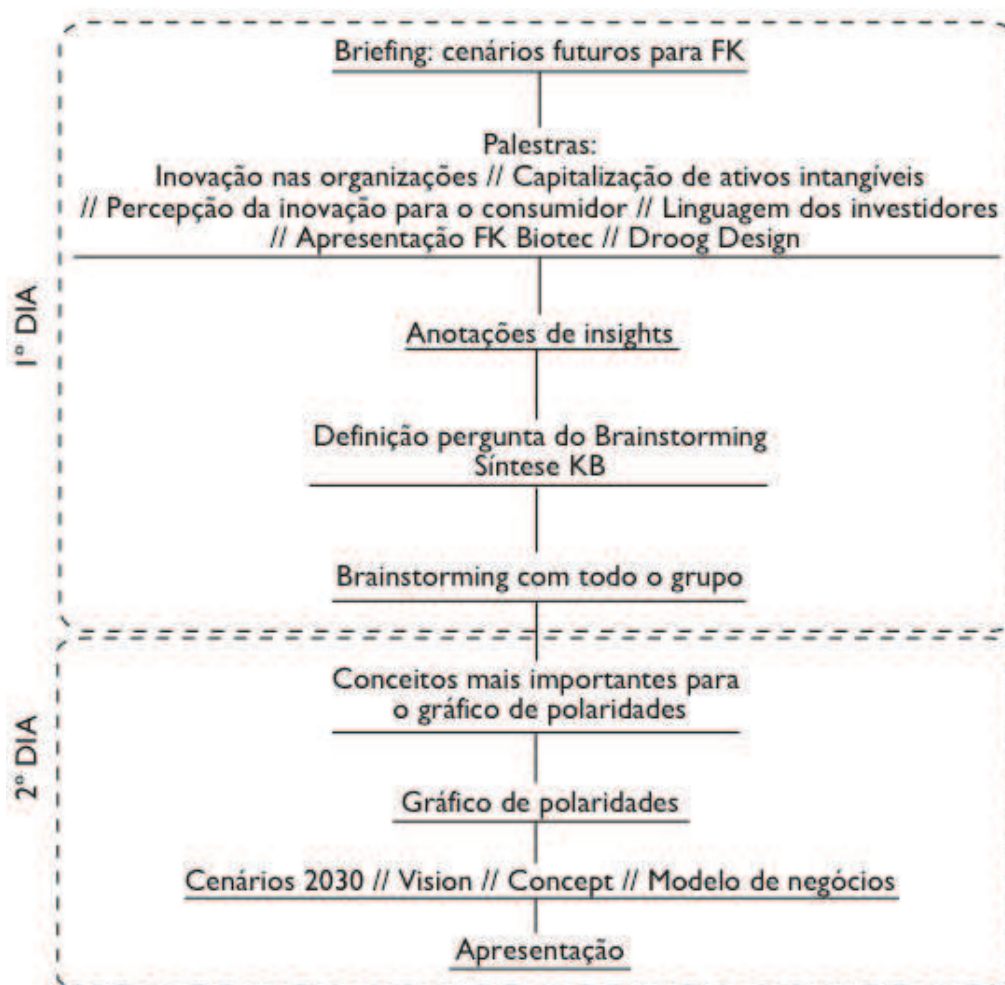 Briefing: cenários futuros para FK
Palestras:
Inovação nas organizações // Capitalização de ativos intangíveis
// Percepção da inovação para o consumidor // Linguagem dos investidores
// Apresentação FK Biotec // Droog Design
1º DIA
Anotações de insights
Definição pergunta do Brainstorming
Síntese KB
Brainstorming com todo o grupo
Conceitos mais importantes para
o gráfico de polaridades
2º DIA
Gráfico de polaridades
Cenários 2030 // Vision // Concept // Modelo de negócios
Apresentação